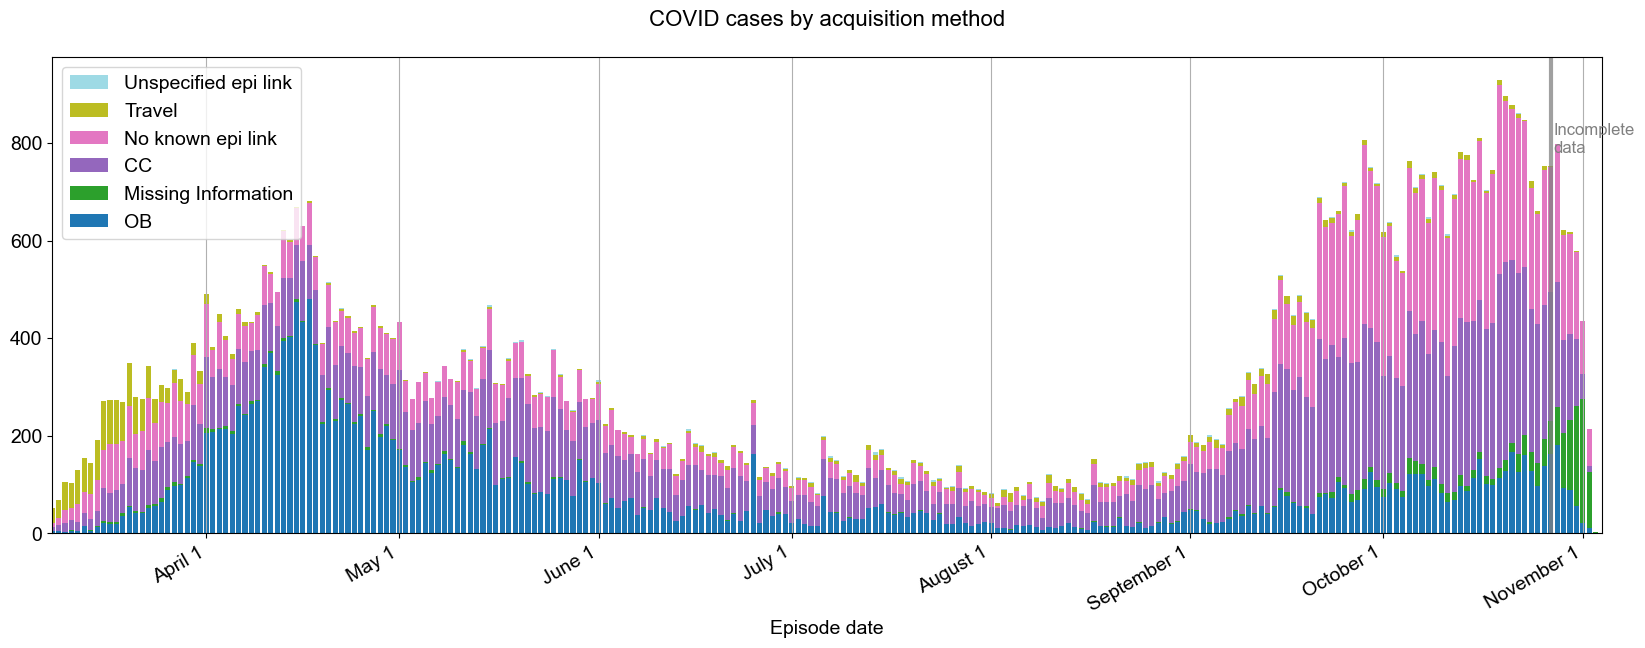 COVID cases by acquisition method
Unspecified epi link
Travel
No known epi link
CC
Missing Information
OB
Incomplete
data
800
600
400
200
0
April 1
May 1
June 1
July 1
August 1
September 1
October 1
November 1
Episode date